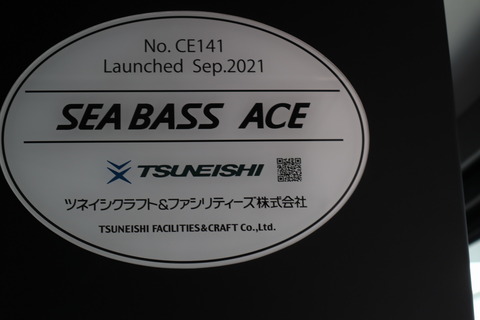 No. CE141
Launched Sep.2021
SEA BASS ACE
TSUNEISHI
ツネイシクラフト&ファシリティーズ株式会社
TSUNEISHI FACILITIES&CRAFT Co.,Ltd.